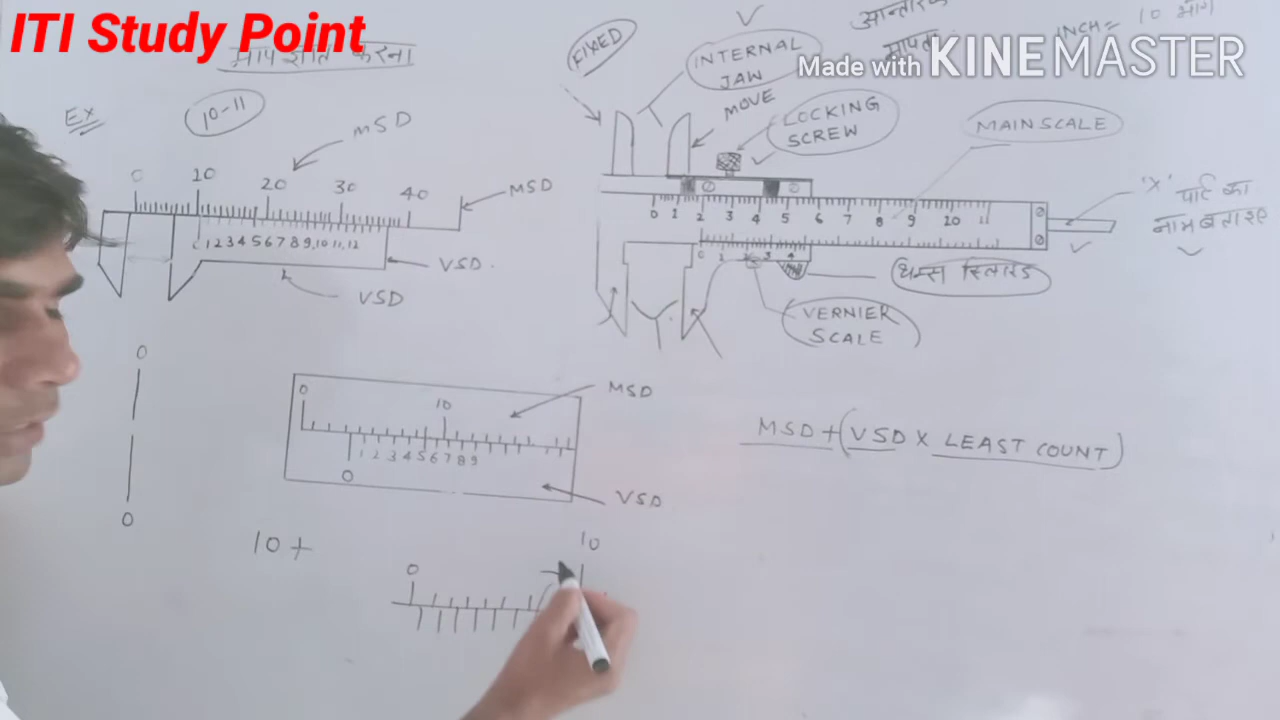 ITI Study Point
Made with KINEMASTER
माप ज्ञात करना
EX
10-11
MSD
0 10 20 30 40
MSD
0 1 2 3 4 5 6 7 8 9, 10 11, 12
VSD.
VSD
FIXED
INTERNAL
JAW
MOVE
LOCKING
SCREW
INCH= 10 भाग
MAIN SCALE
'X' पार्ट का
नाम बताइए
0 1 2 3 4 5 6 7 8 9 10 11
थिम्स स्लाइड
VERNIER
SCALE
0
0
0 10
MSD
1 2 3 4 5 6 7 8 9
0
VSD
MSD + (VSD X LEAST COUNT)
10 +
0 10